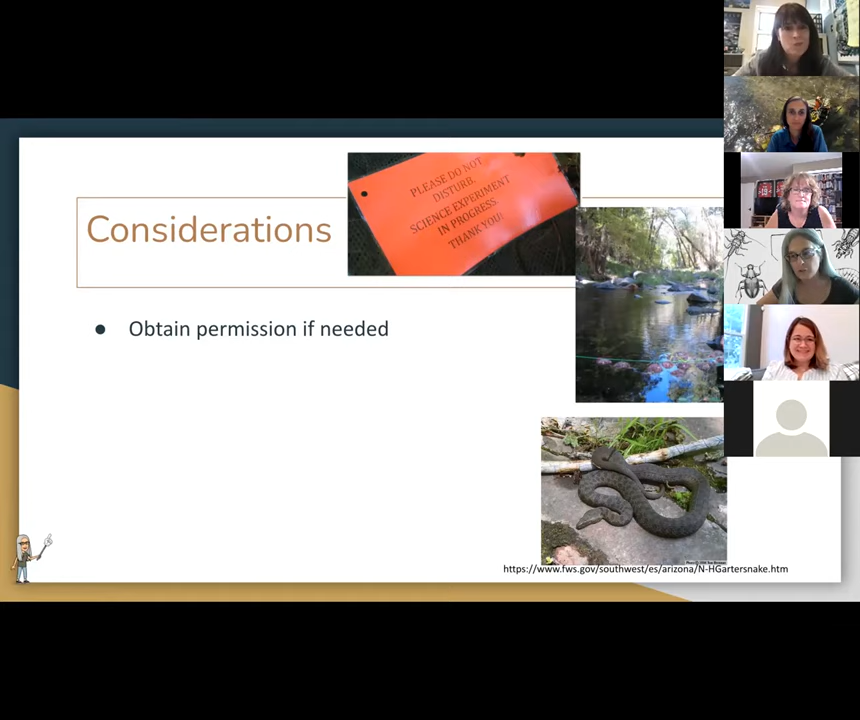 PLEASE DO NOT
DISTURB.
SCIENCE EXPERIMENT
IN PROGRESS
THANK YOU!
Considerations
● Obtain permission if needed
https://www.fws.gov/southwest/es/arizona/N-HGartersnake.htm